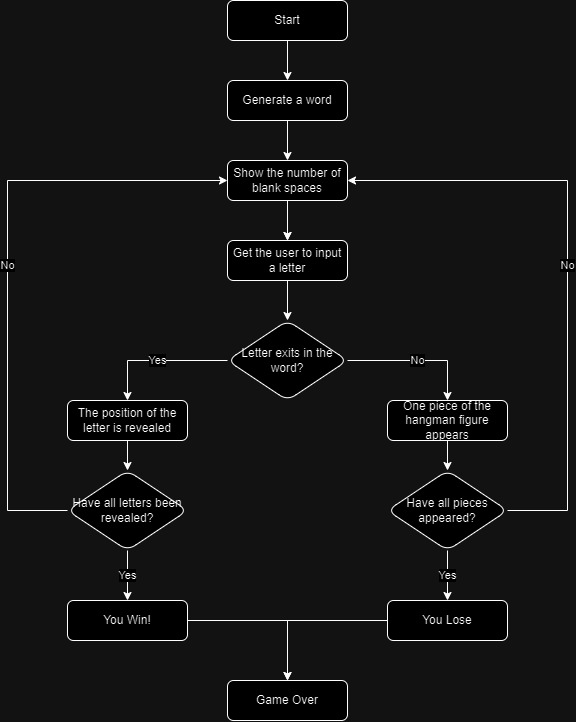 Start
Generate a word
Show the number of
blank spaces
No
No
Get the user to input
a letter
Letter exits in the
word?
Yes
No
The position of the
letter is revealed
One piece of the
hangman figure
appears
Have all letters been
revealed?
Have all pieces
appeared?
Yes
Yes
You Win!
You Lose
Game Over